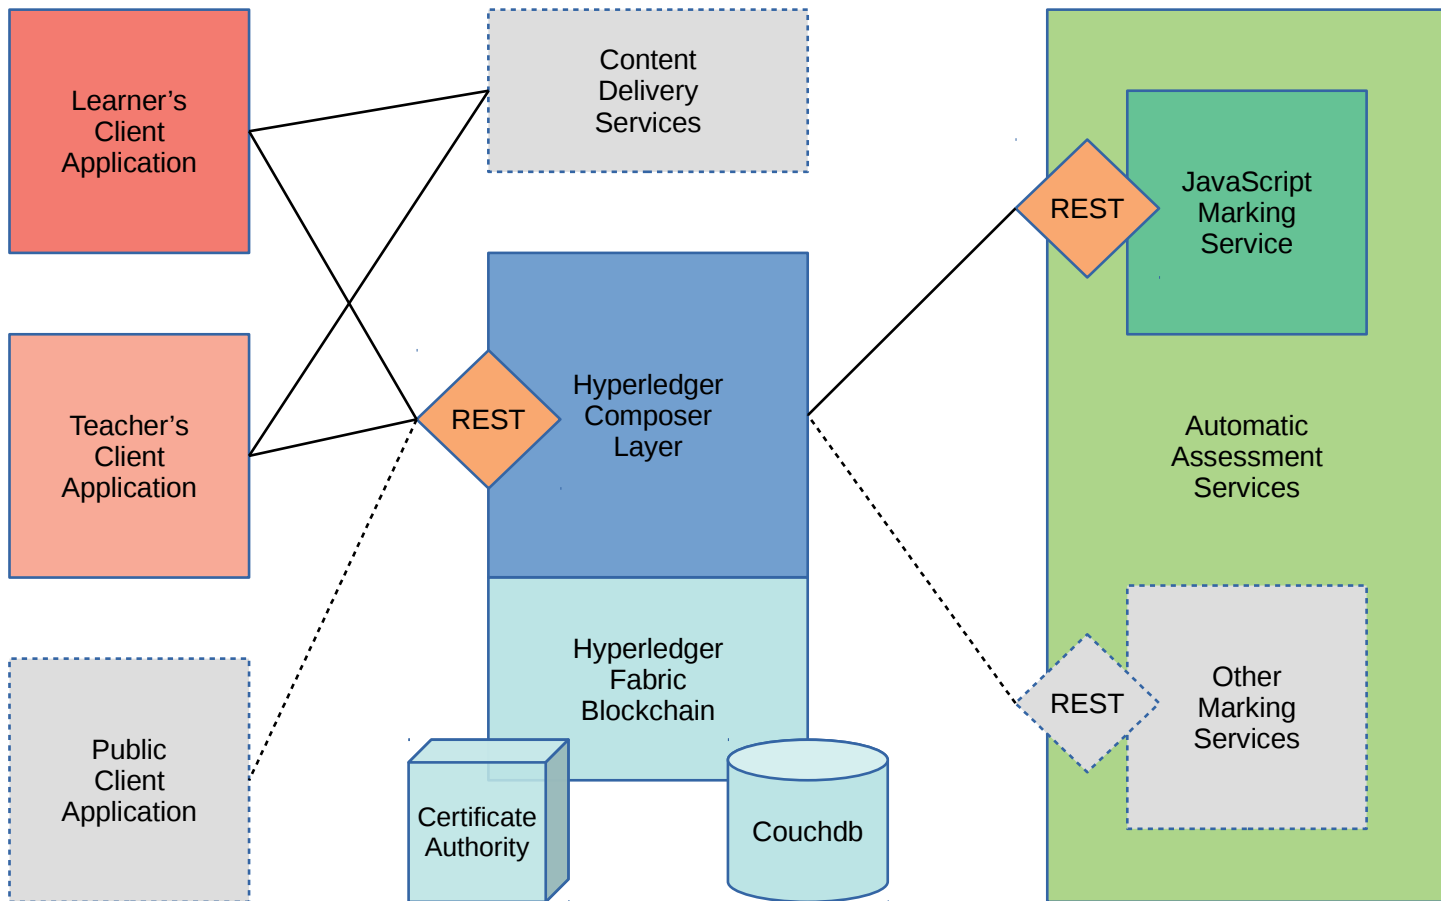 Learner’s
Client
Application
Content
Delivery
Services
REST
JavaScript
Marking
Service
Teacher’s
Client
Application
REST
Hyperledger
Composer
Layer
Automatic
Assessment
Services
Hyperledger
Fabric
Blockchain
REST
Other
Marking
Services
Public
Client
Application
Certificate
Authority
Couchdb